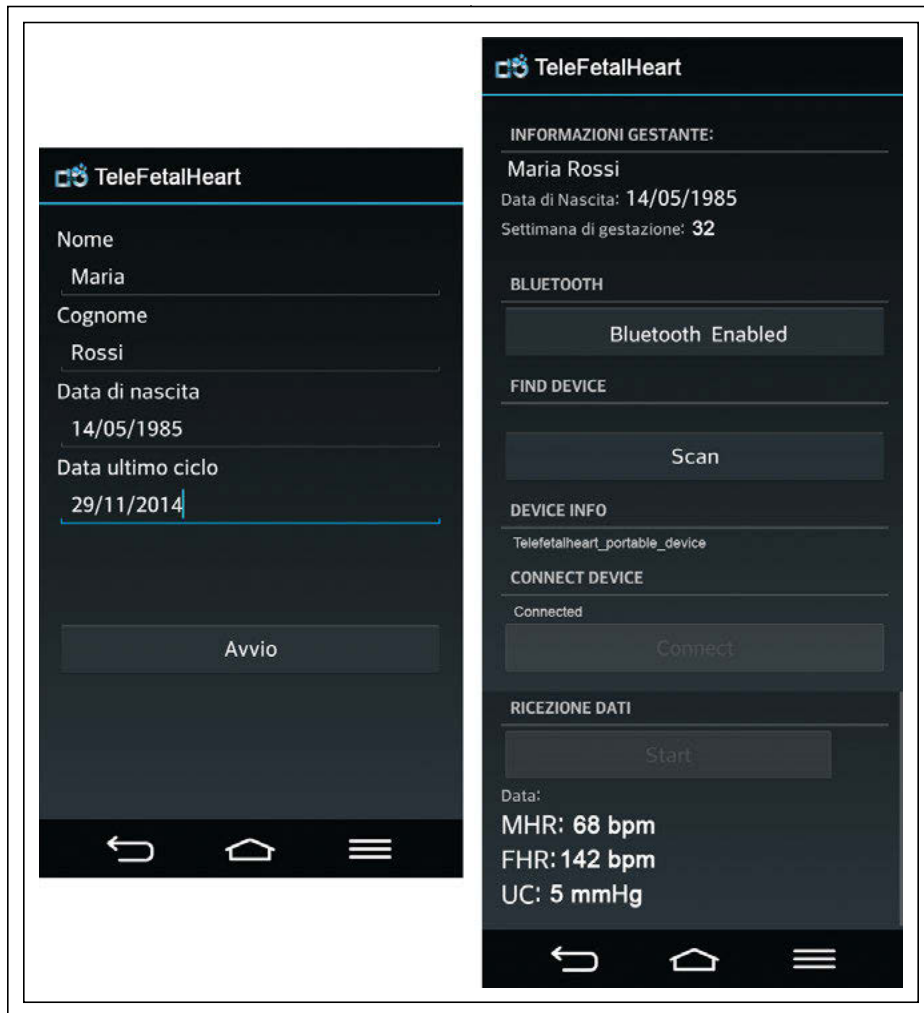 TeleFetalHeart
Nome
Maria
Cognome
Rossi
Data di nascita
14/05/1985
Data ultimo ciclo
29/11/2014
Avvio
TeleFetalHeart
INFORMAZIONI GESTANTE:
Maria Rossi
Data di Nascita: 14/05/1985
Settimana di gestazione: 32
BLUETOOTH
Bluetooth Enabled
FIND DEVICE
Scan
DEVICE INFO
Telefetalheart_portable_device
CONNECT DEVICE
Connected
Connect
RICEZIONE DATI
Start
Data:
MHR: 68 bpm
FHR: 142 bpm
UC: 5 mmHg